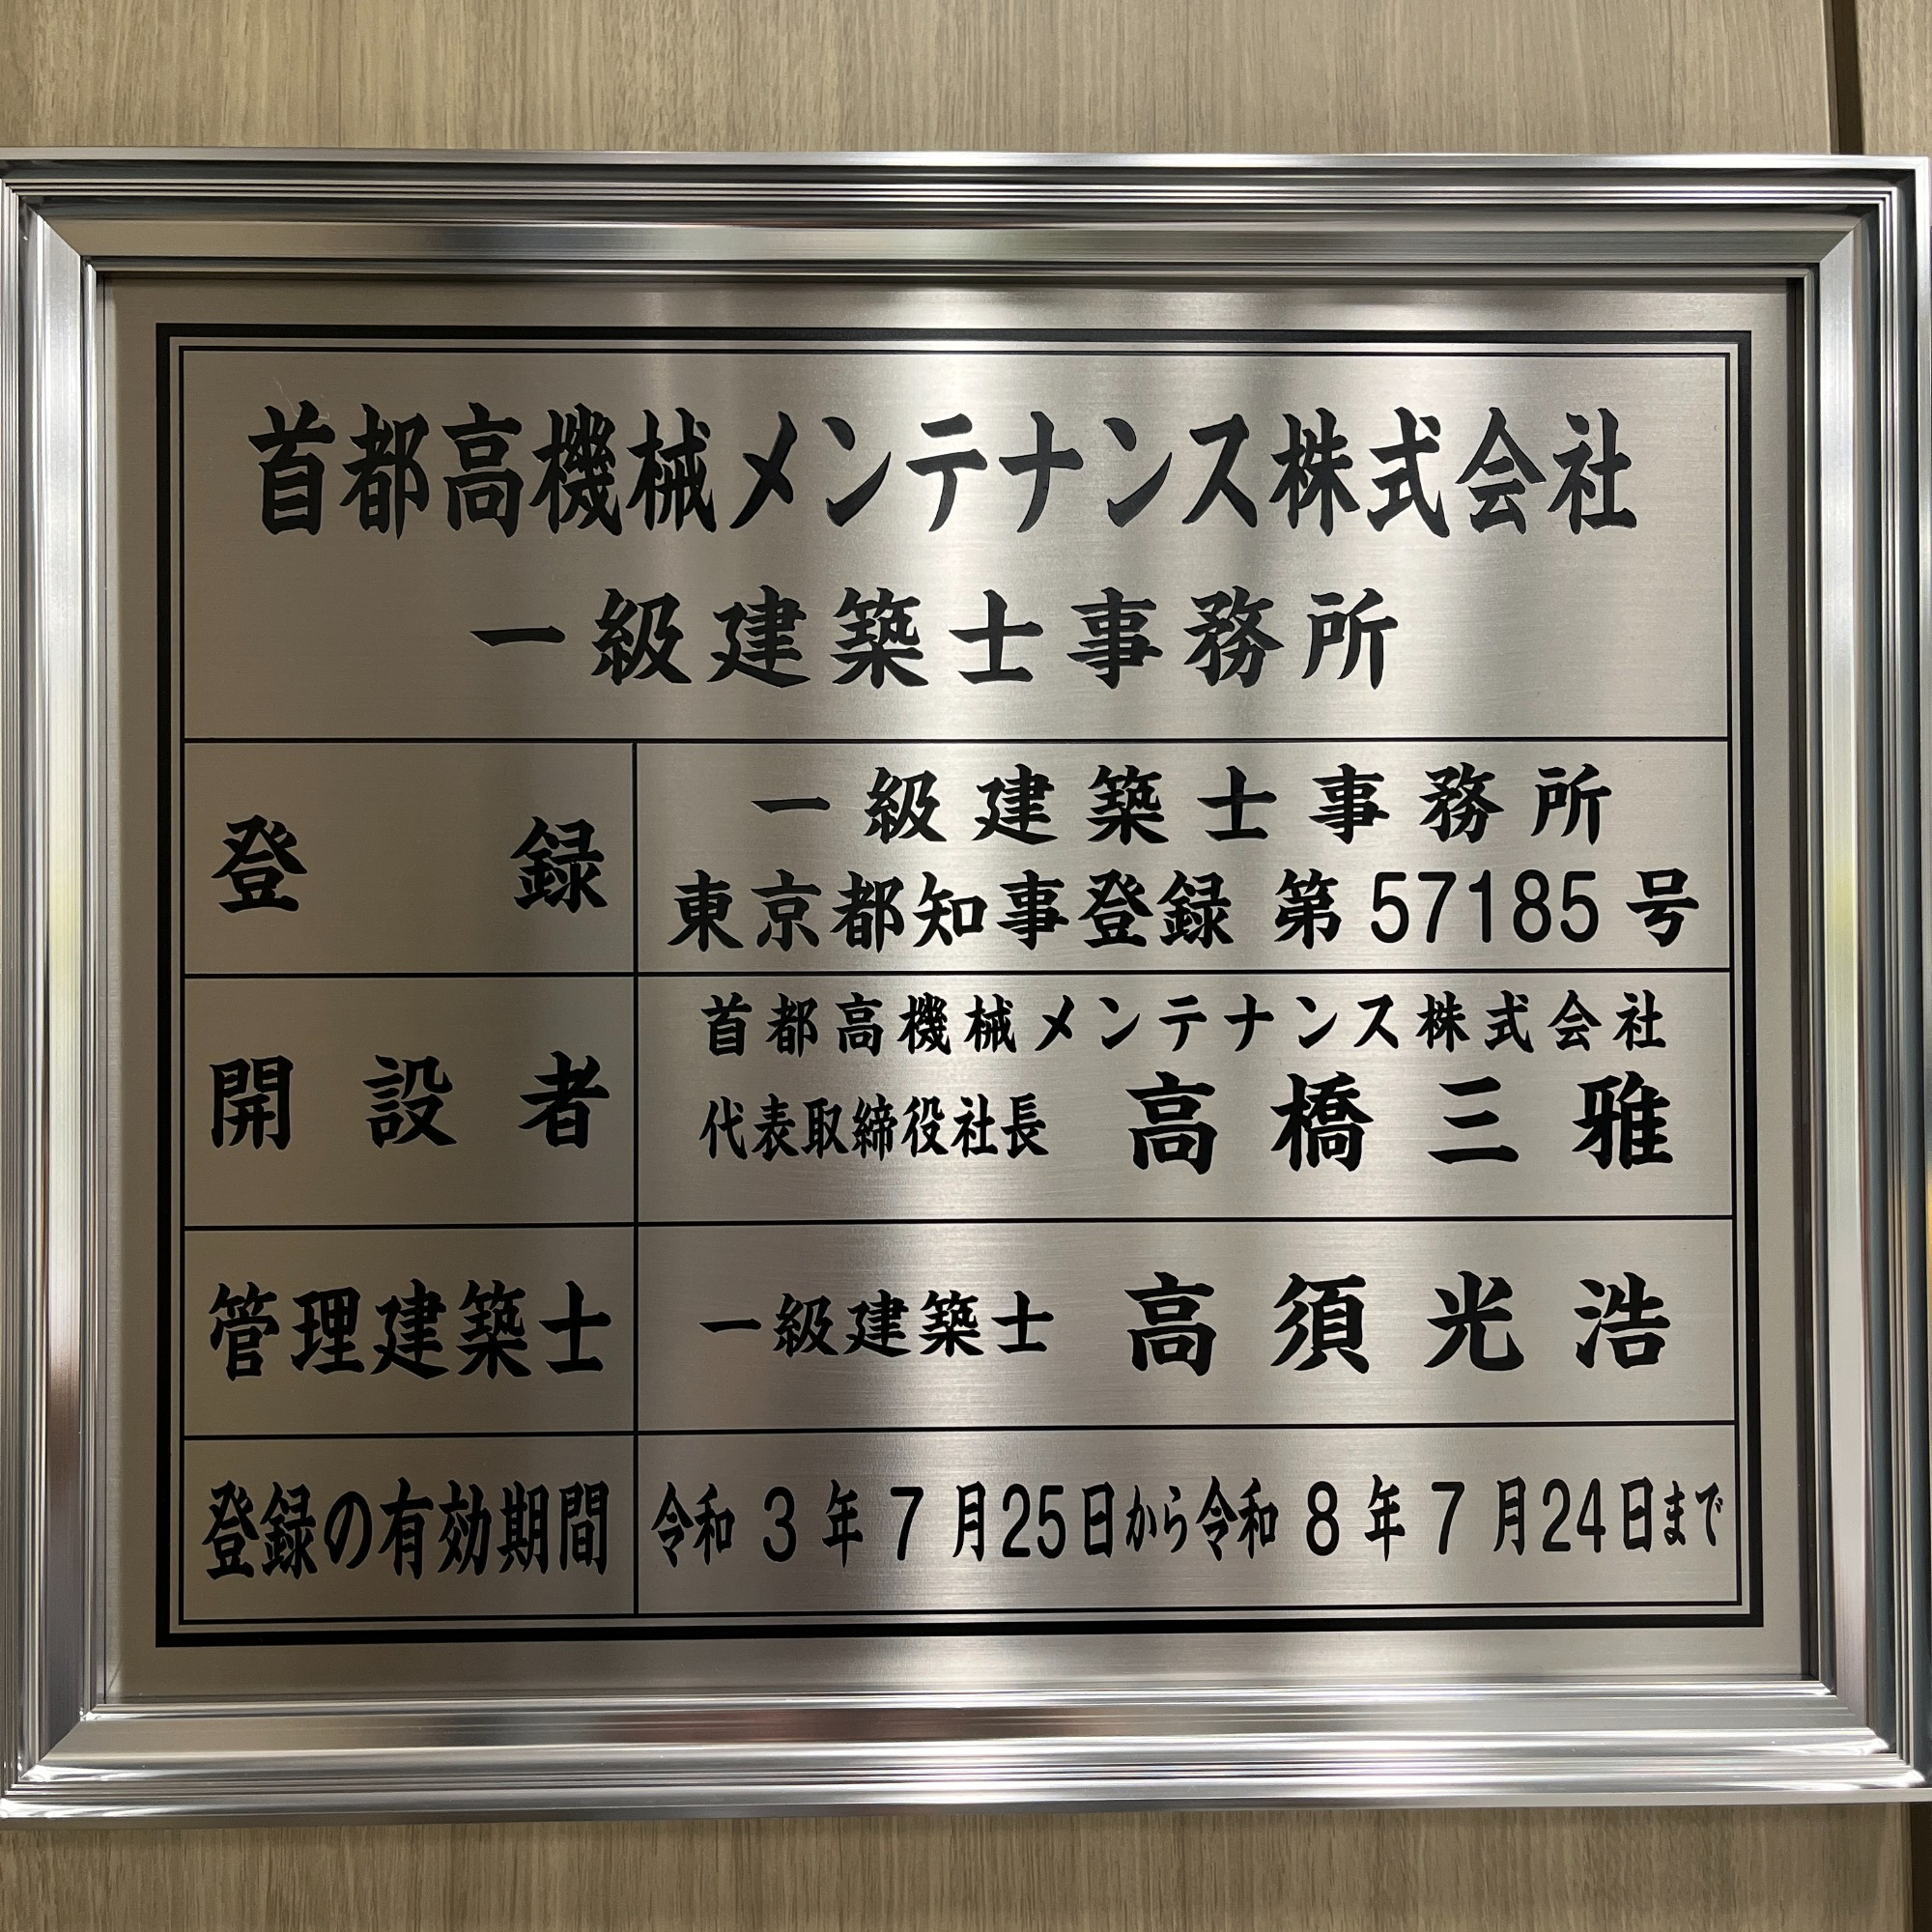 首都高機械メンテナンス株式会社
一級建築士事務所
登録
一級建築士事務所
東京都知事登録 第57185号
開設者
首都高機械メンテナンス株式会社
代表取締役社長 高橋三雅
管理建築士
一級建築士 高須光浩
登録の有効期間
令和3年7月25日から令和8年7月24日まで